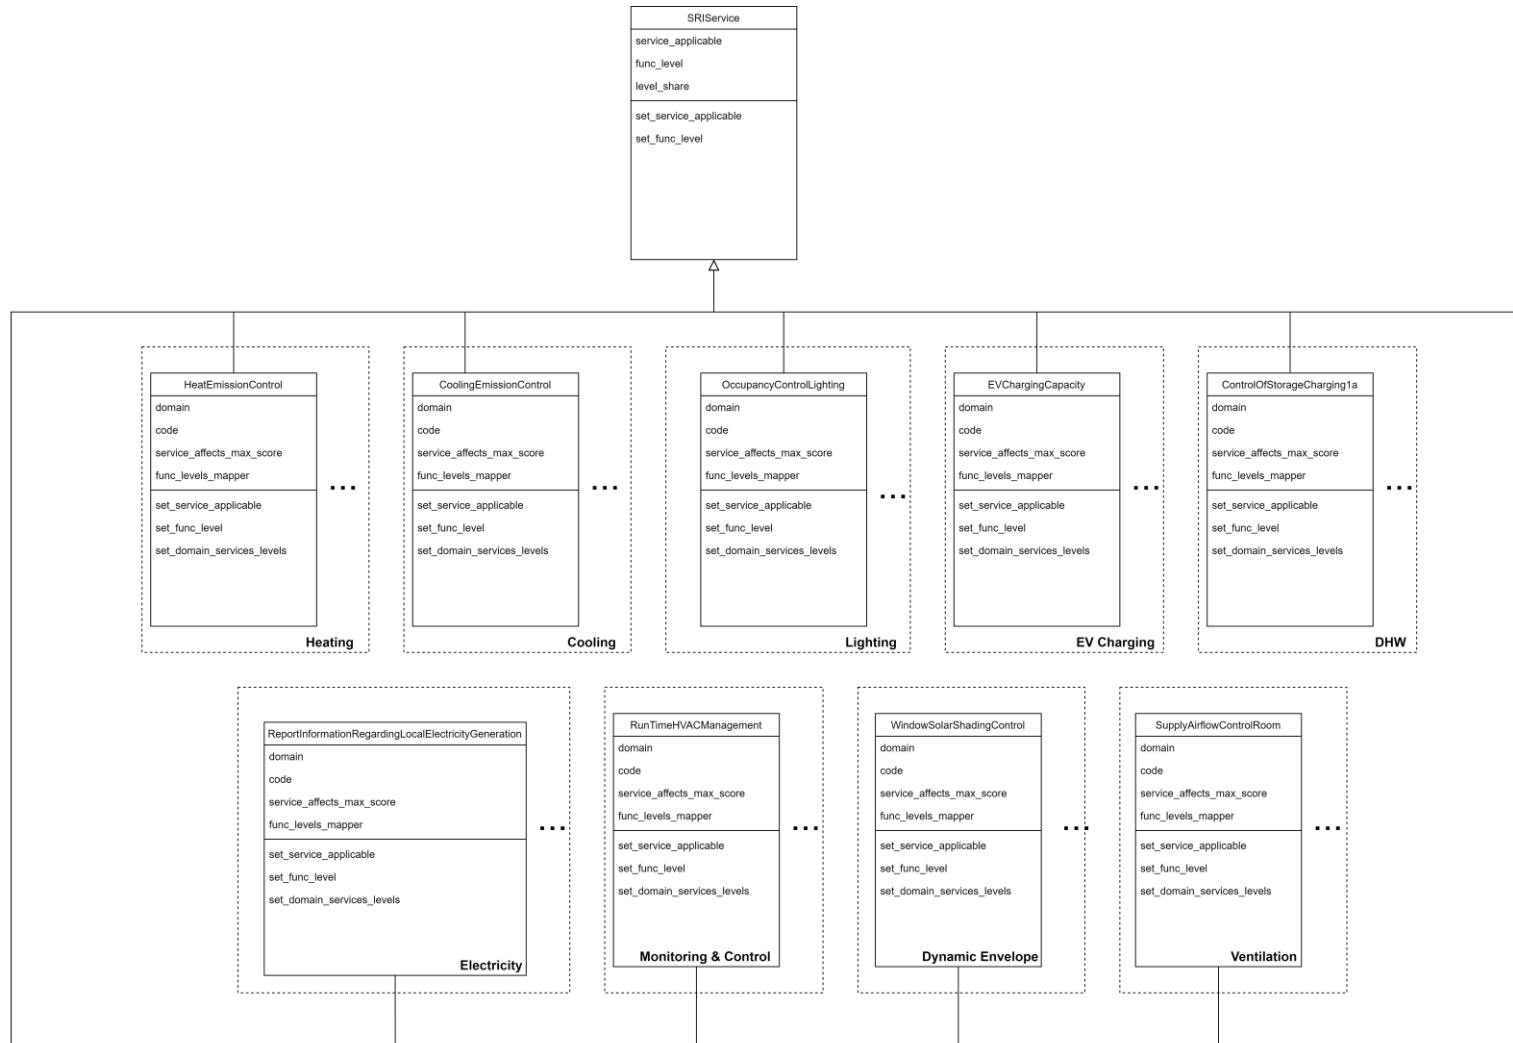 SRIService
service_applicable
func_level
level_share
set_service_applicable
set_func_level
HeatEmissionControl
domain
code
service_affects_max_score
func_levels_mapper
set_service_applicable
set_func_level
set_domain_services_levels
...
Heating
CoolingEmissionControl
domain
code
service_affects_max_score
func_levels_mapper
set_service_applicable
set_func_level
set_domain_services_levels
...
Cooling
OccupancyControlLighting
domain
code
service_affects_max_score
func_levels_mapper
set_service_applicable
set_func_level
set_domain_services_levels
...
Lighting
EVChargingCapacity
domain
code
service_affects_max_score
func_levels_mapper
set_service_applicable
set_func_level
set_domain_services_levels
...
EV Charging
ControlOfStorageCharging1a
domain
code
service_affects_max_score
func_levels_mapper
set_service_applicable
set_func_level
set_domain_services_levels
...
DHW
ReportInformationRegardingLocalElectricityGeneration
domain
code
service_affects_max_score
func_levels_mapper
set_service_applicable
set_func_level
set_domain_services_levels
...
Electricity
RunTimeHVACManagement
domain
code
service_affects_max_score
func_levels_mapper
set_service_applicable
set_func_level
set_domain_services_levels
...
Monitoring & Control
WindowSolarShadingControl
domain
code
service_affects_max_score
func_levels_mapper
set_service_applicable
set_func_level
set_domain_services_levels
...
Dynamic Envelope
SupplyAirflowControlRoom
domain
code
service_affects_max_score
func_levels_mapper
set_service_applicable
set_func_level
set_domain_services_levels
...
Ventilation